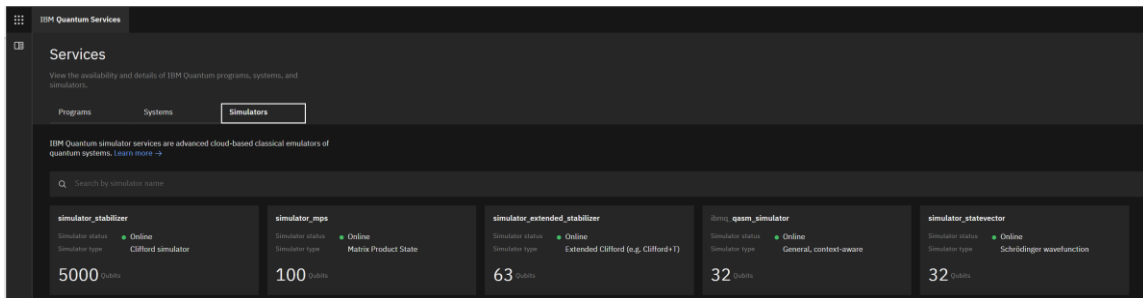 IBM Quantum Services
Services
View the availability and details of IBM Quantum programs, systems, and
simulators.
Programs Systems Simulators
IBM Quantum simulator services are advanced cloud-based classical emulators of
quantum systems. Learn more →
Search by simulator name
simulator_stabilizer
Simulator status Online
Simulator type Clifford simulator
5000 Qubits
simulator_mps
Simulator status Online
Simulator type Matrix Product State
100 Qubits
simulator_extended_stabilizer
Simulator status Online
Simulator type Extended Clifford (e.g. Clifford+T)
63 Qubits
ibmq_qasm_simulator
Simulator status Online
Simulator type General, context-aware
32 Qubits
simulator_statevector
Simulator status Online
Simulator type Schrödinger wavefunction
32 Qubits